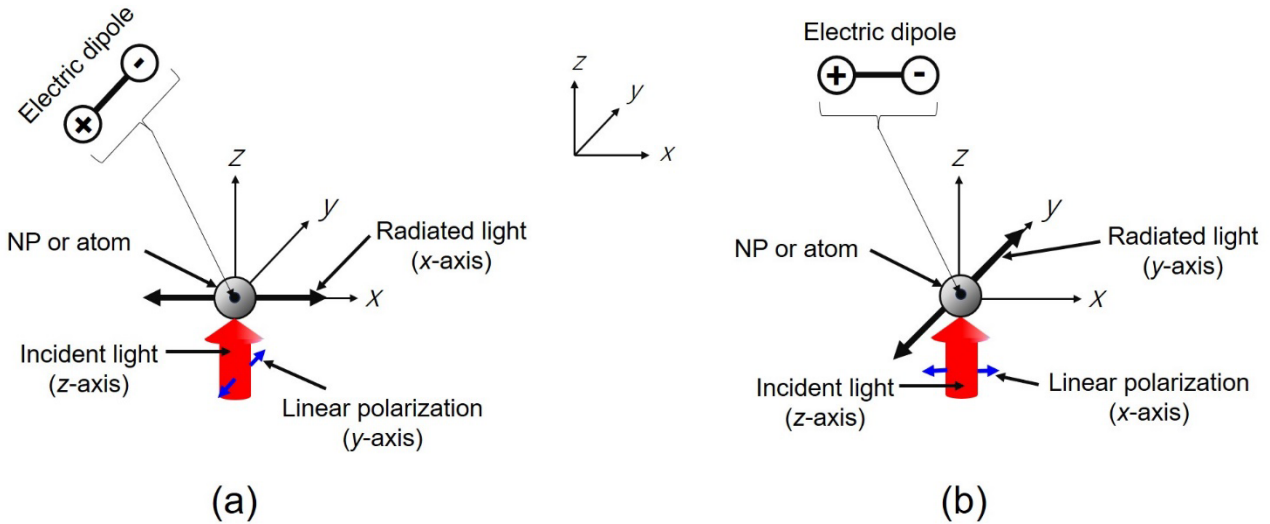 Electric dipole
-
+
z
y
x
z
y
x
NP or atom
Radiated light
(x-axis)
Incident light
(z-axis)
Linear polarization
(y-axis)
(a)
Electric dipole
+
-
z
y
x
NP or atom
Radiated light
(y-axis)
Incident light
(z-axis)
Linear polarization
(x-axis)
(b)